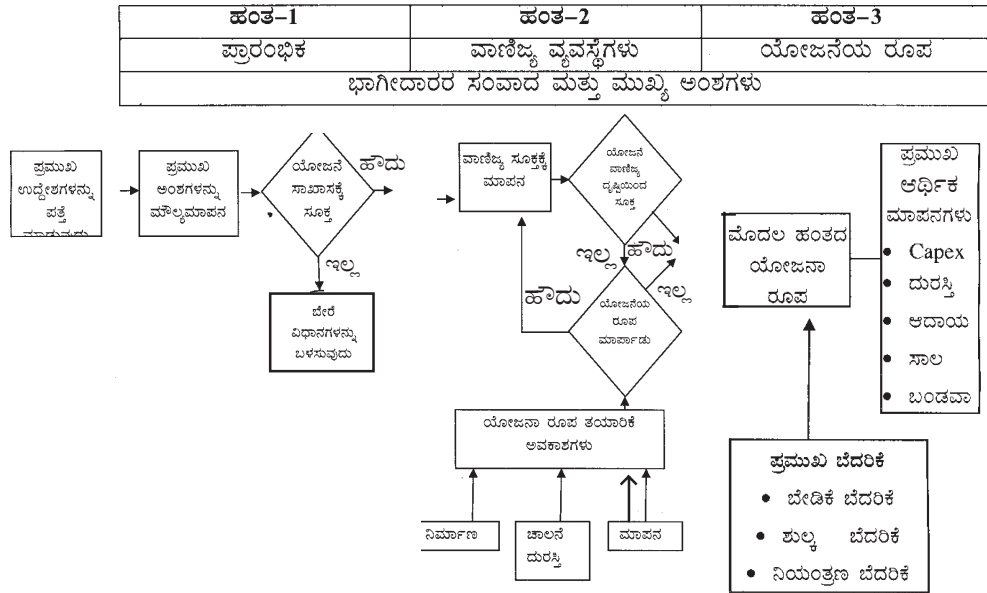 ಹಂತ-1 ಹಂತ-2 ಹಂತ-3
ಪ್ರಾರಂಭಿಕ ವಾಣಿಜ್ಯ ವ್ಯವಸ್ಥೆಗಳು ಯೋಜನೆಯ ರೂಪ
ಭಾಗೀದಾರರ ಸಂವಾದ ಮತ್ತು ಮುಖ್ಯ ಅಂಶಗಳು
ಪ್ರಮುಖ
ಉದ್ದೇಶಗಳನ್ನು
ಪತ್ತೆ
ಮಾಡುವುದು
ಪ್ರಮುಖ
ಅಂಶಗಳನ್ನು
ಮೌಲ್ಯಮಾಪನ
ಯೋಜನೆ
ಸಾಖಾಸಕ್ಕೆ
ಸೂಕ್ತ
ಹೌದು
ಇಲ್ಲ
ಬೇರೆ
ವಿಧಾನಗಳನ್ನು
ಬಳಸುವುದು
ವಾಣಿಜ್ಯ ಸೂಕ್ತಕ್ಕೆ
ಮಾಪನ
ಯೋಜನೆ
ವಾಣಿಜ್ಯ
ದೃಷ್ಟಿಯಿಂದ
ಸೂಕ್ತ
ಇಲ್ಲ
ಹೌದು
ಹೌದು
ಇಲ್ಲ
ಯೋಜನೆಯ
ರೂಪ
ಮಾರ್ಪಾಡು
ಯೋಜನಾ ರೂಪ ತಯಾರಿಕೆ
ಅವಕಾಶಗಳು
ನಿರ್ಮಾಣ
ಚಾಲನೆ
ದುರಸ್ತಿ
ಮಾಪನ
ಮೊದಲ ಹಂತದ
ಯೋಜನಾ
ರೂಪ
ಪ್ರಮುಖ
ಆರ್ಥಿಕ
ಮಾಪನಗಳು
• Capex
• ದುರಸ್ತಿ
• ಆದಾಯ
• ಸಾಲ
• ಬಂಡವಾ
ಪ್ರಮುಖ ಬೆದರಿಕೆ
• ಬೇಡಿಕೆ ಬೆದರಿಕೆ
• ಶುಲ್ಕ ಬೆದರಿಕೆ
• ನಿಯಂತ್ರಣ ಬೆದರಿಕೆ